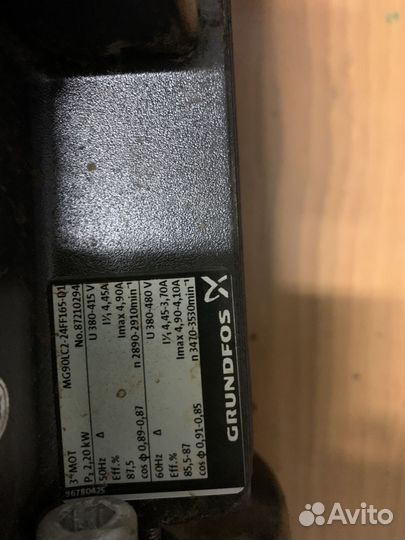 3~MOT MG90LC2-24FF165-D1
P₂ 2,20 kW No.87210294
50Hz Δ U 380-415 V
I1/1 4,45A
Eff.% Imax 4,90A
87,5
cos φ 0,89-0,87 n 2890-2910min⁻¹
60Hz Δ U 380-480 V
I1/1 4,45-3,70A
Eff.% Imax 4,90-4,10A
85,5-87
cos φ 0,91-0,85 n 3470-3530min⁻¹
96780425
GRUNDFOS
Avito